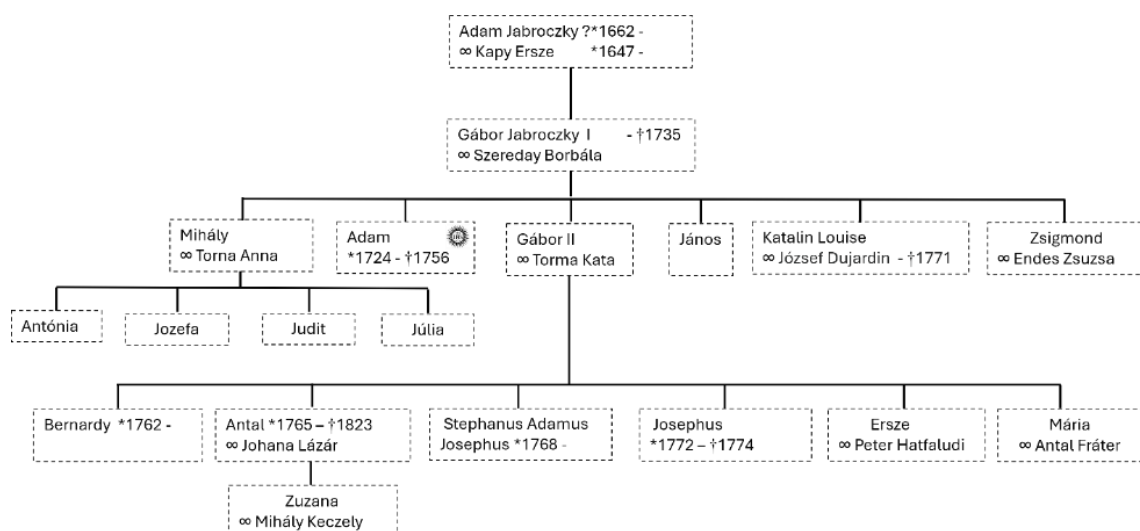 Adam Jabroczky ?*1662 -
∞ Kapy Ersze *1647 -
Gábor Jabroczky I - †1735
∞ Szereday Borbála
Mihály
∞ Torna Anna
Adam
*1724 - †1756
Gábor II
∞ Torma Kata
János
Katalin Louise
∞ József Dujardin - †1771
Zsigmond
∞ Endes Zsuzsa
Antónia
Jozefa
Judit
Júlia
Bernardy *1762 -
Antal *1765 – †1823
∞ Johana Lázár
Stephanus Adamus
Josephus *1768 -
Josephus
*1772 – †1774
Ersze
∞ Peter Hatfaludi
Mária
∞ Antal Fráter
Zuzana
∞ Mihály Keczely